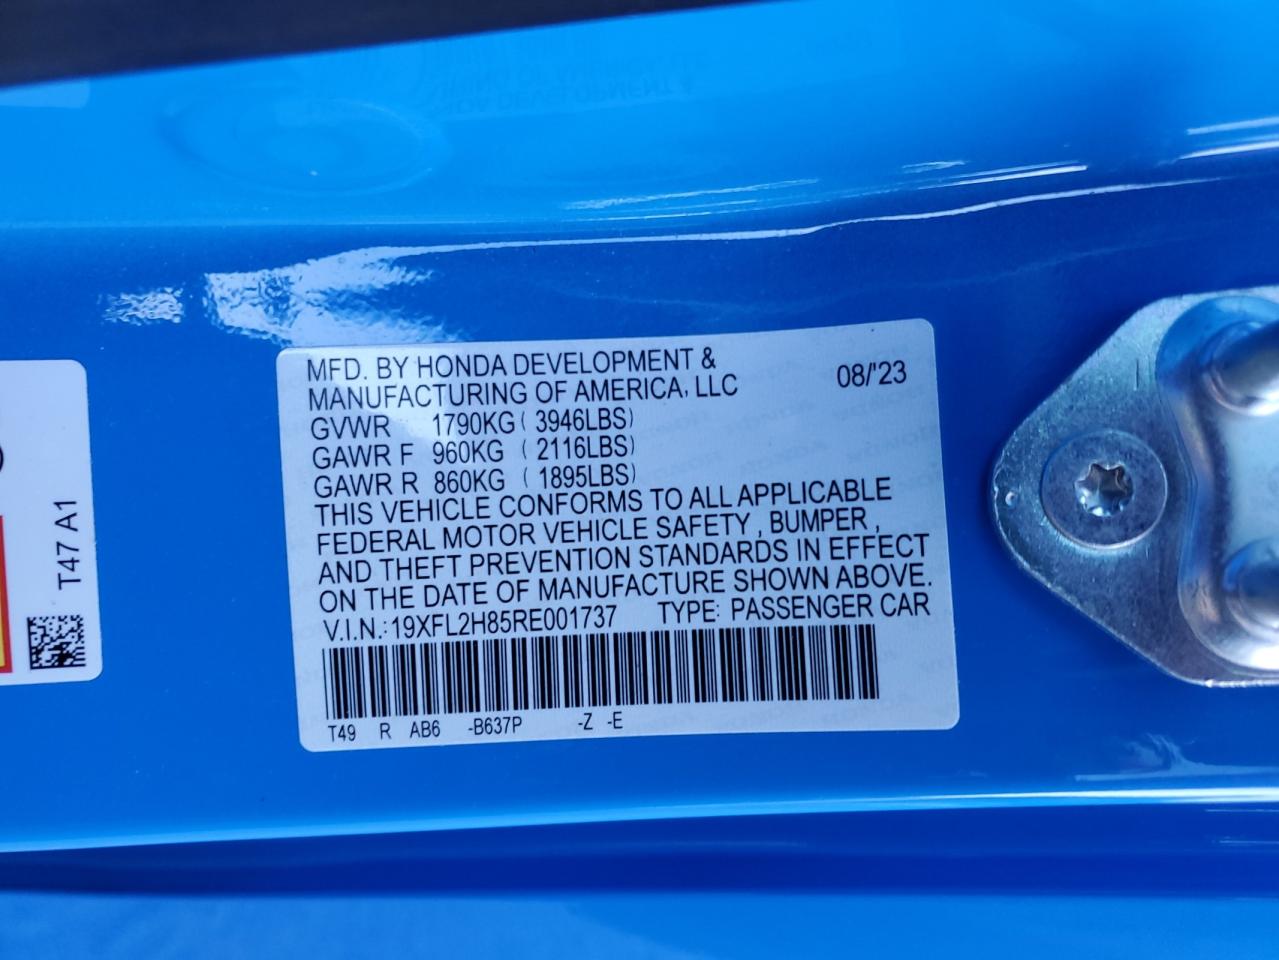 MFD. BY HONDA DEVELOPMENT &
MANUFACTURING OF AMERICA, LLC 08/'23
GVWR 1790KG ( 3946LBS)
GAWR F 960KG ( 2116LBS)
GAWR R 860KG ( 1895LBS)
THIS VEHICLE CONFORMS TO ALL APPLICABLE
FEDERAL MOTOR VEHICLE SAFETY, BUMPER,
AND THEFT PREVENTION STANDARDS IN EFFECT
ON THE DATE OF MANUFACTURE SHOWN ABOVE.
V.I.N.: 19XFL2H85RE001737 TYPE: PASSENGER CAR
T49 R AB6 -B637P -Z -E
T47 A1